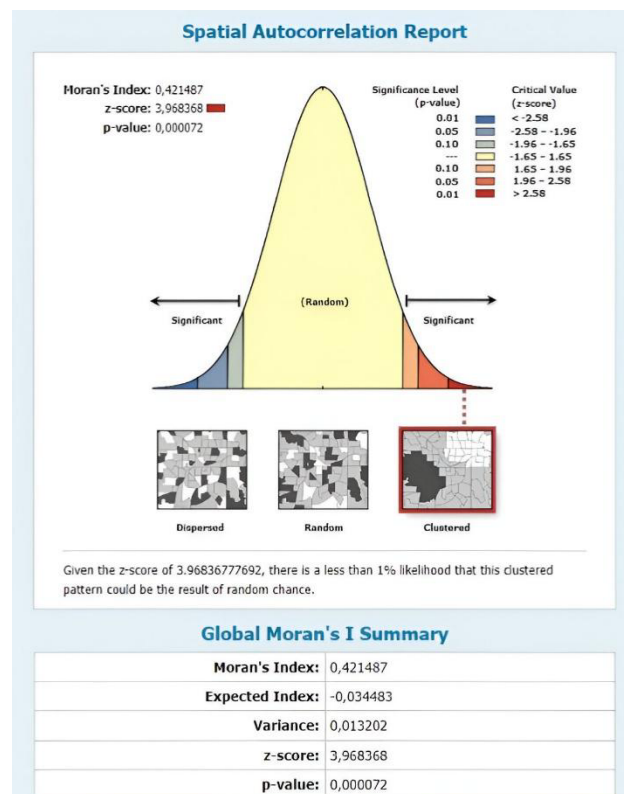 Spatial Autocorrelation Report
Moran's Index: 0,421487
z-score: 3,968368
p-value: 0,000072
Significance Level Critical Value
(p-value) (z-score)
0.01 < -2.58
0.05 -2.58 - -1.96
0.10 -1.96 - -1.65
--- -1.65 - 1.65
0.10 1.65 - 1.96
0.05 1.96 - 2.58
0.01 > 2.58
(Random)
Significant Significant
Dispersed Random Clustered
Given the z-score of 3.96836777692, there is a less than 1% likelihood that this clustered
pattern could be the result of random chance.
Global Moran's I Summary
Moran's Index: 0,421487
Expected Index: -0,034483
Variance: 0,013202
z-score: 3,968368
p-value: 0,000072